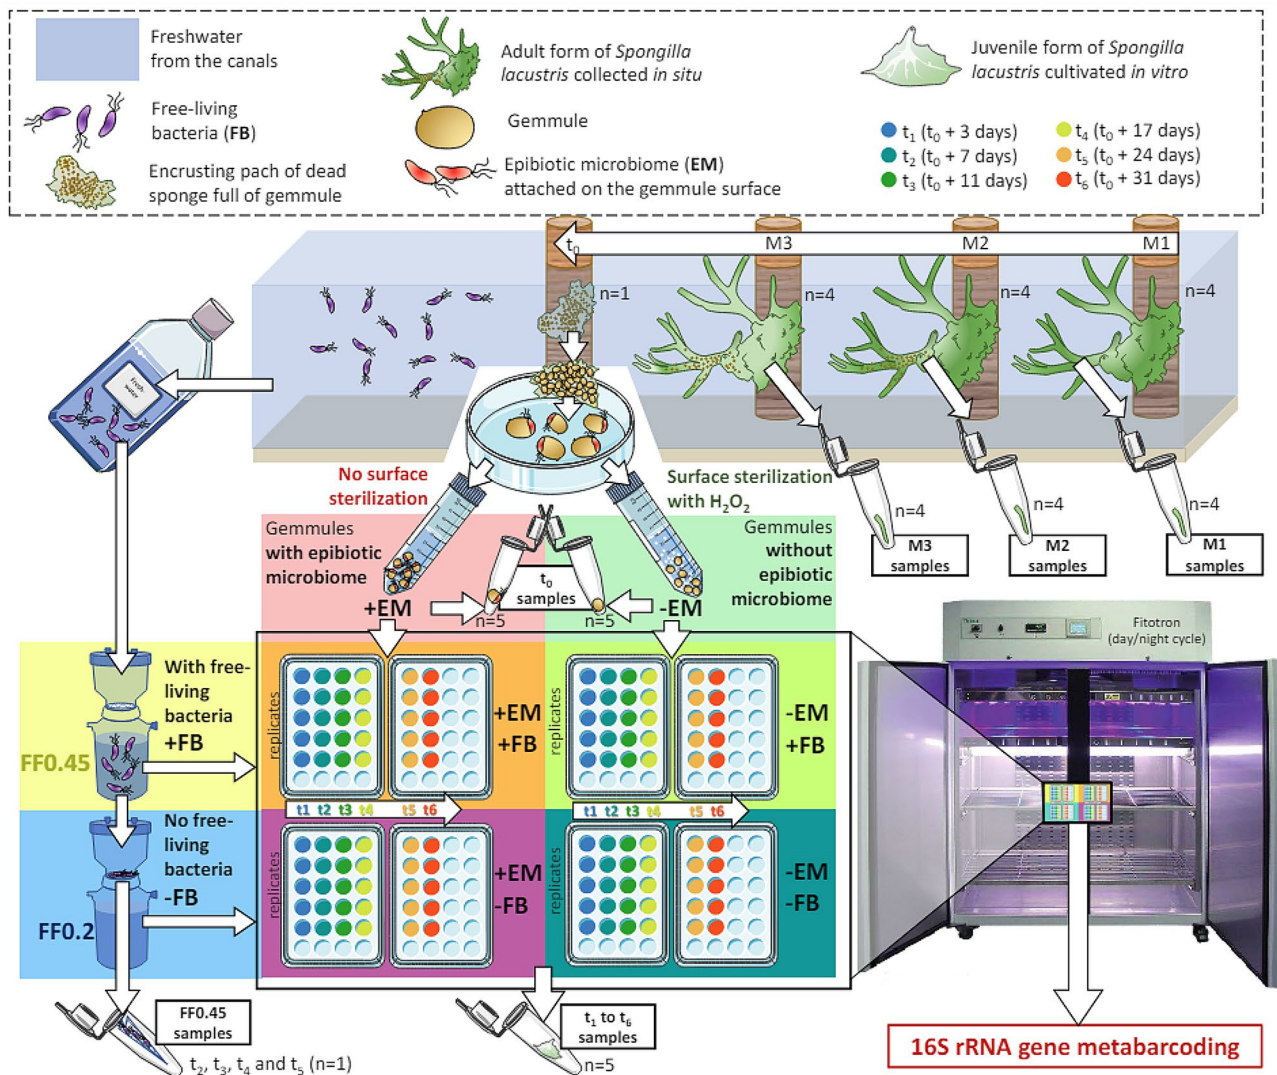 Freshwater
from the canals
Free-living
bacteria (FB)
Encrusting pach of dead
sponge full of gemmule
Adult form of Spongilla
lacustris collected in situ
Gemmule
Epibiotic microbiome (EM)
attached on the gemmule surface
Juvenile form of Spongilla
lacustris cultivated in vitro
t₁ (t₀ + 3 days)
t₂ (t₀ + 7 days)
t₃ (t₀ + 11 days)
t₄ (t₀ + 17 days)
t₅ (t₀ + 24 days)
t₆ (t₀ + 31 days)
t₀
M3
M2
M1
n=1
n=4
n=4
n=4
Fresh-
water
No surface
sterilization
Surface sterilization
with H₂O₂
n=4
n=4
n=4
M3
samples
M2
samples
M1
samples
Gemmules
with epibiotic
microbiome
Gemmules
without
epibiotic
microbiome
t₀
samples
+EM
n=5
n=5
-EM
Fitotron
(day/night cycle)
With free-
living
bacteria
+FB
FF0.45
replicates
+EM
+FB
replicates
-EM
+FB
t1 t2 t3 t4 t5 t6
t1 t2 t3 t4 t5 t6
No free-
living
bacteria
-FB
FF0.2
replicates
+EM
-FB
replicates
-EM
-FB
FF0.45
samples
t₂, t₃, t₄ and t₅ (n=1)
t₁ to t₆
samples
n=5
16S rRNA gene metabarcoding